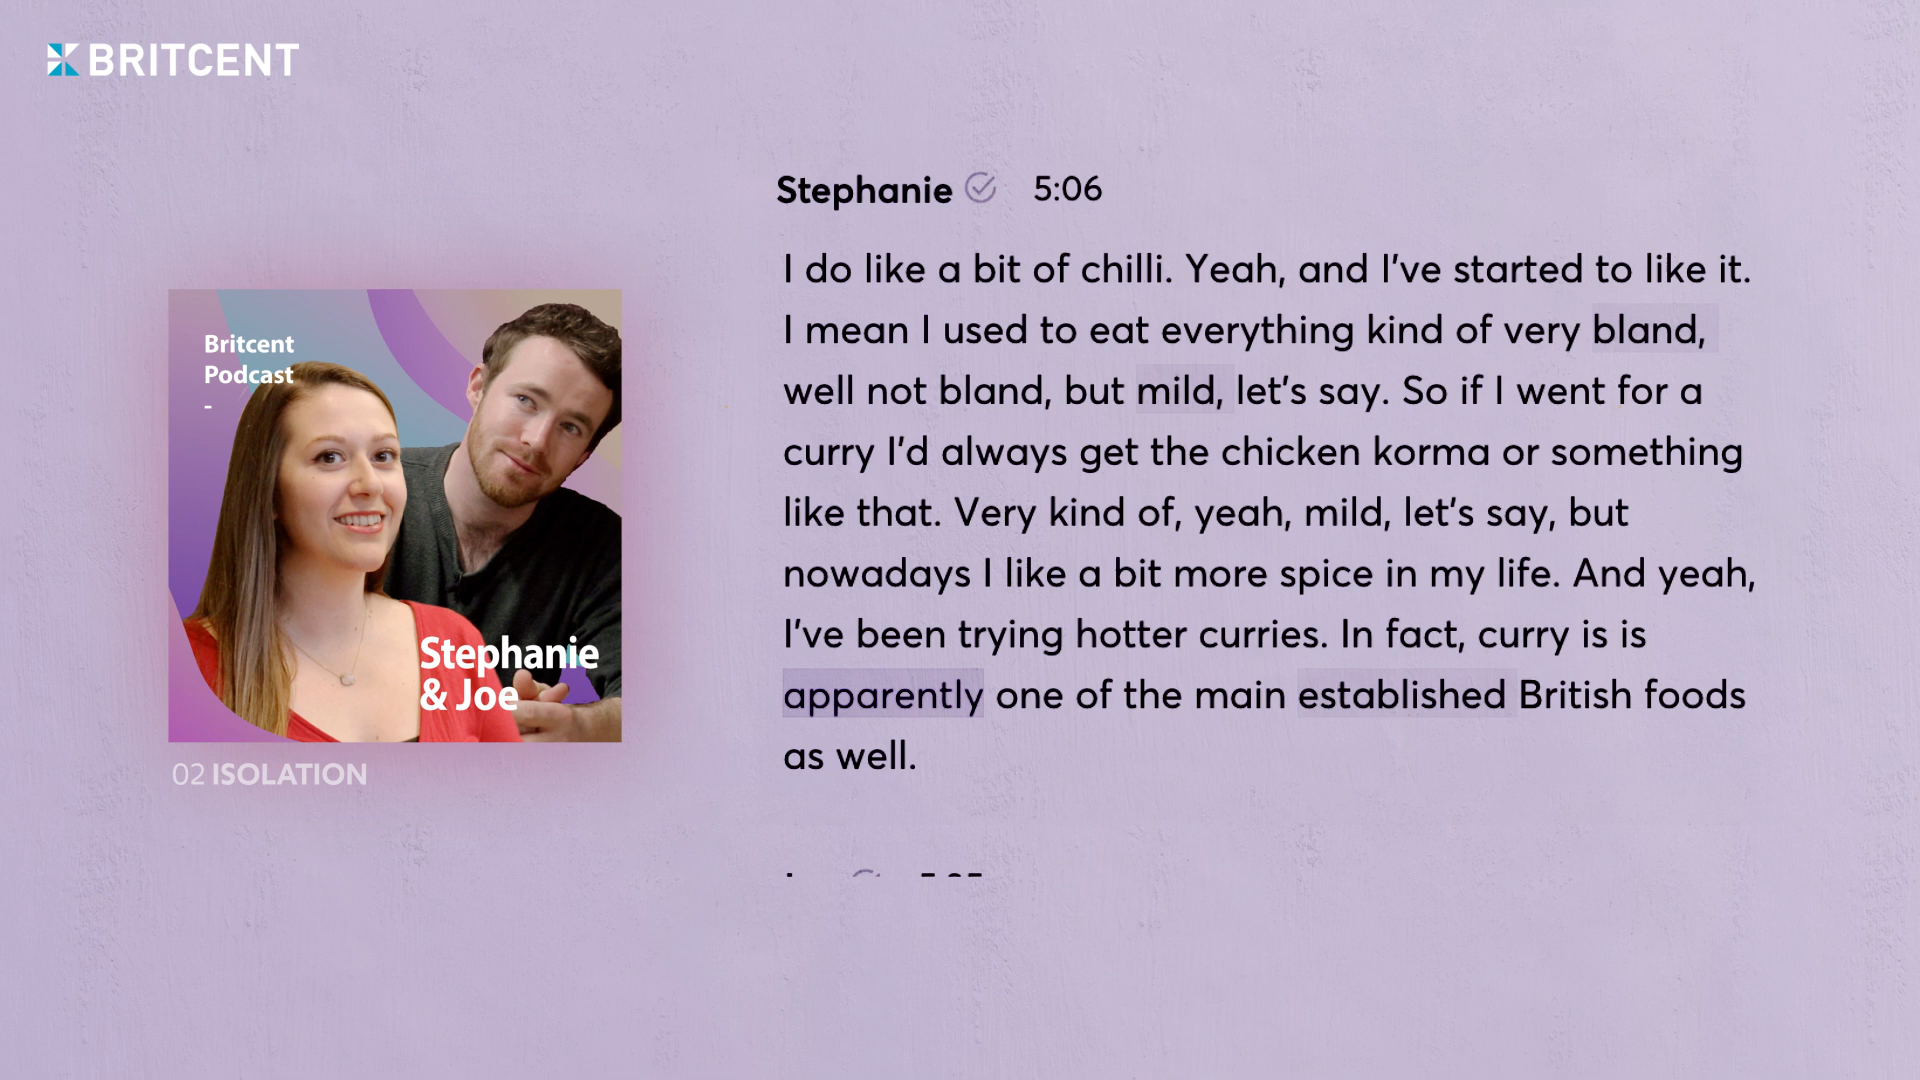 BRITCENT
Britcent
Podcast
-
Stephanie
& Joe
02 ISOLATION
Stephanie 5:06
I do like a bit of chilli. Yeah, and I've started to like it.
I mean I used to eat everything kind of very bland,
well not bland, but mild, let's say. So if I went for a
curry I'd always get the chicken korma or something
like that. Very kind of, yeah, mild, let's say, but
nowadays I like a bit more spice in my life. And yeah,
I've been trying hotter curries. In fact, curry is is
apparently one of the main established British foods
as well.